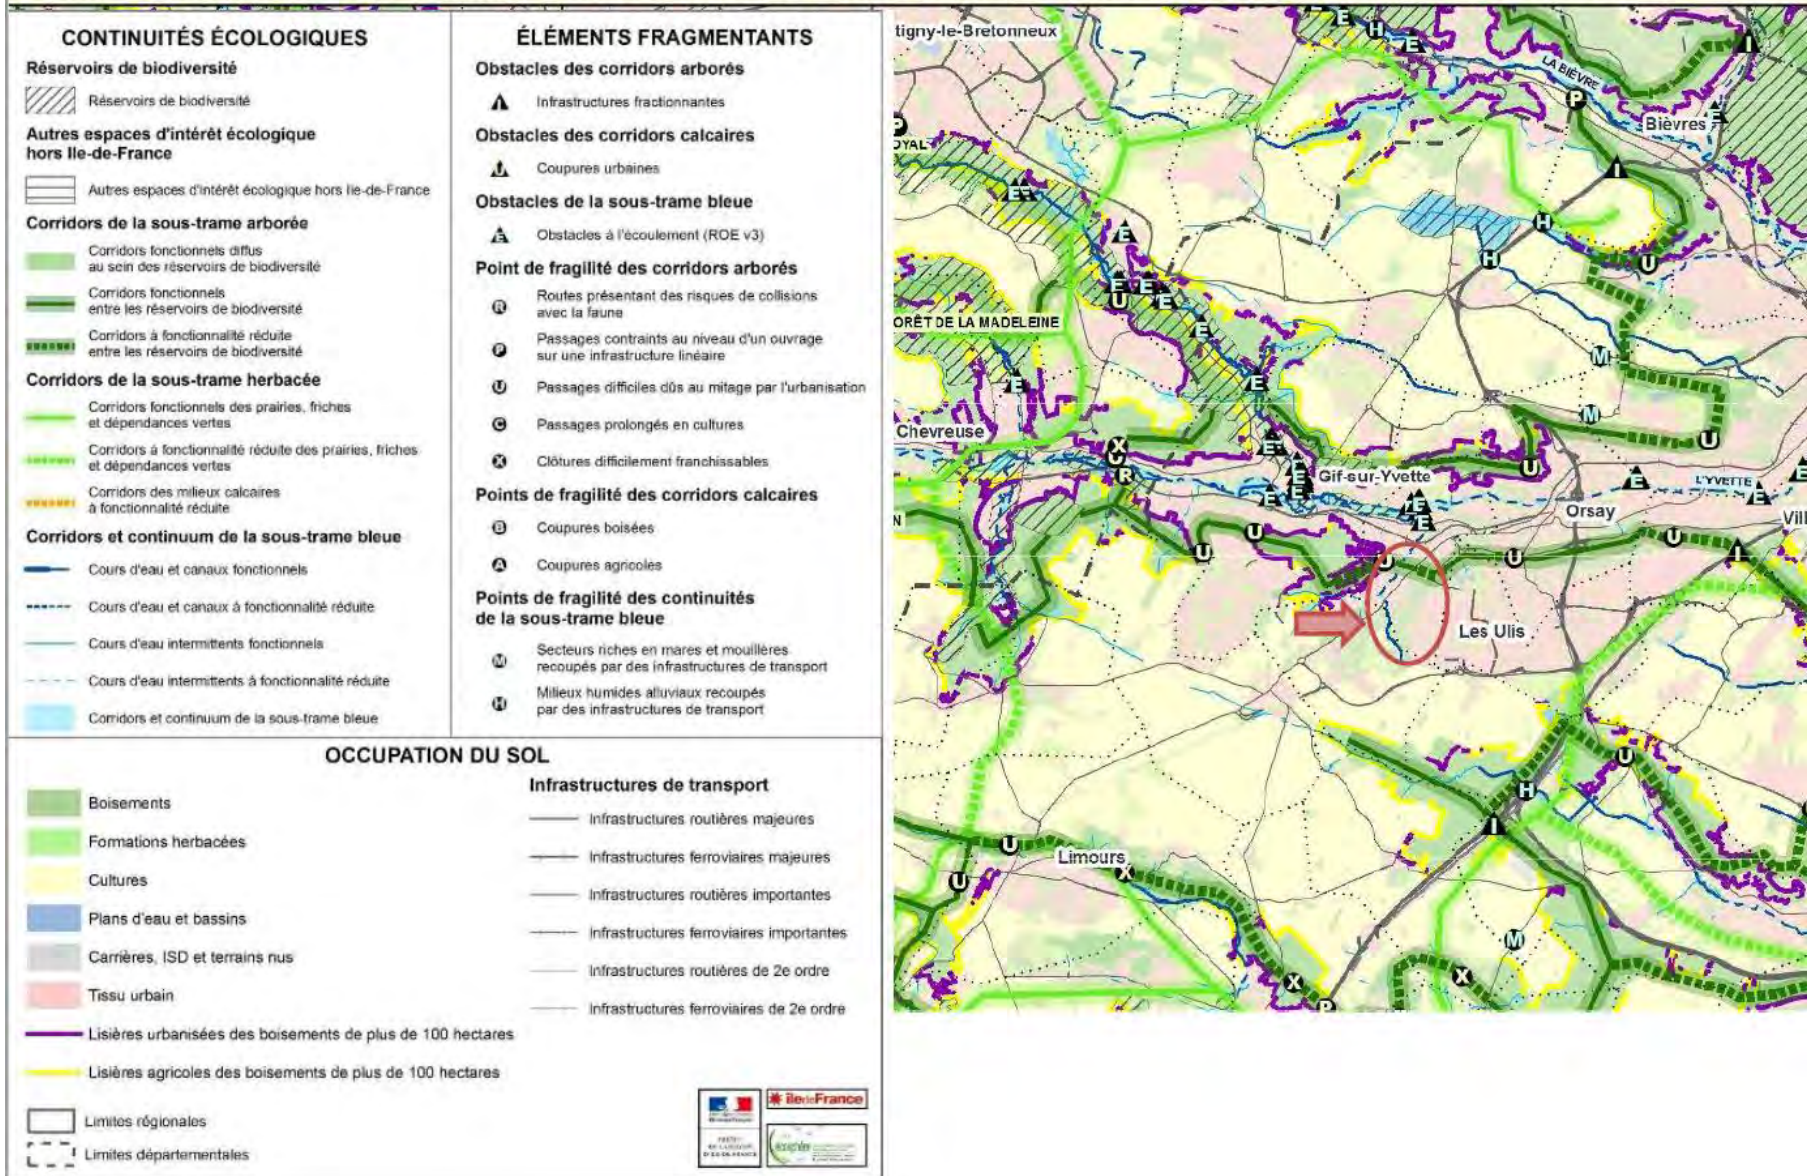 CONTINUITÉS ÉCOLOGIQUES
Réservoirs de biodiversité
Réservoirs de biodiversité
Autres espaces d'intérêt écologique
hors Ile-de-France
Autres espaces d'intérêt écologique hors Ile-de-France
Corridors de la sous-trame arborée
Corridors fonctionnels diffus
au sein des réservoirs de biodiversité
Corridors fonctionnels
entre les réservoirs de biodiversité
Corridors à fonctionnalité réduite
entre les réservoirs de biodiversité
Corridors de la sous-trame herbacée
Corridors fonctionnels des prairies, friches
et dépendances vertes
Corridors à fonctionnalité réduite des prairies, friches
et dépendances vertes
Corridors des milieux calcaires
à fonctionnalité réduite
Corridors et continuum de la sous-trame bleue
Cours d'eau et canaux fonctionnels
Cours d'eau et canaux à fonctionnalité réduite
Cours d'eau intermittents fonctionnels
Cours d'eau intermittents à fonctionnalité réduite
Corridors et continuum de la sous-trame bleue
ÉLÉMENTS FRAGMENTANTS
Obstacles des corridors arborés
I Infrastructures fractionnantes
Obstacles des corridors calcaires
U Coupures urbaines
Obstacles de la sous-trame bleue
E Obstacles à l'écoulement (ROE v3)
Point de fragilité des corridors arborés
R Routes présentant des risques de collisions
avec la faune
P Passages contraints au niveau d'un ouvrage
sur une infrastructure linéaire
U Passages difficiles dûs au mitage par l'urbanisation
C Passages prolongés en cultures
X Clôtures difficilement franchissables
Points de fragilité des corridors calcaires
B Coupures boisées
A Coupures agricoles
Points de fragilité des continuités
de la sous-trame bleue
M Secteurs riches en mares et mouillères
recoupés par des infrastructures de transport
H Milieux humides alluviaux recoupés
par des infrastructures de transport
OCCUPATION DU SOL
Boisements
Formations herbacées
Cultures
Plans d'eau et bassins
Carrières, ISD et terrains nus
Tissu urbain
Lisières urbanisées des boisements de plus de 100 hectares
Lisières agricoles des boisements de plus de 100 hectares
Limites régionales
Limites départementales
Infrastructures de transport
Infrastructures routières majeures
Infrastructures ferroviaires majeures
Infrastructures routières importantes
Infrastructures ferroviaires importantes
Infrastructures routières de 2e ordre
Infrastructures ferroviaires de 2e ordre
île de France
tigny-le-Bretonneux
LA BIÈVRE
Bièvres
OYAL
ORÊT DE LA MADELEINE
Chevreuse
Gif-sur-Yvette
L'YVETTE
Orsay
Vill
N
Les Ulis
Limours